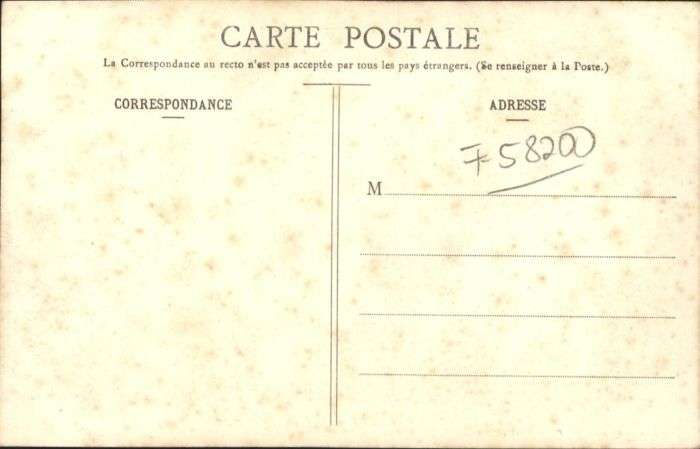 CARTE POSTALE
La Correspondance au recto n'est pas acceptée par tous les pays étrangers. (Se renseigner à la Poste.)
CORRESPONDANCE
ADRESSE
F58200
M